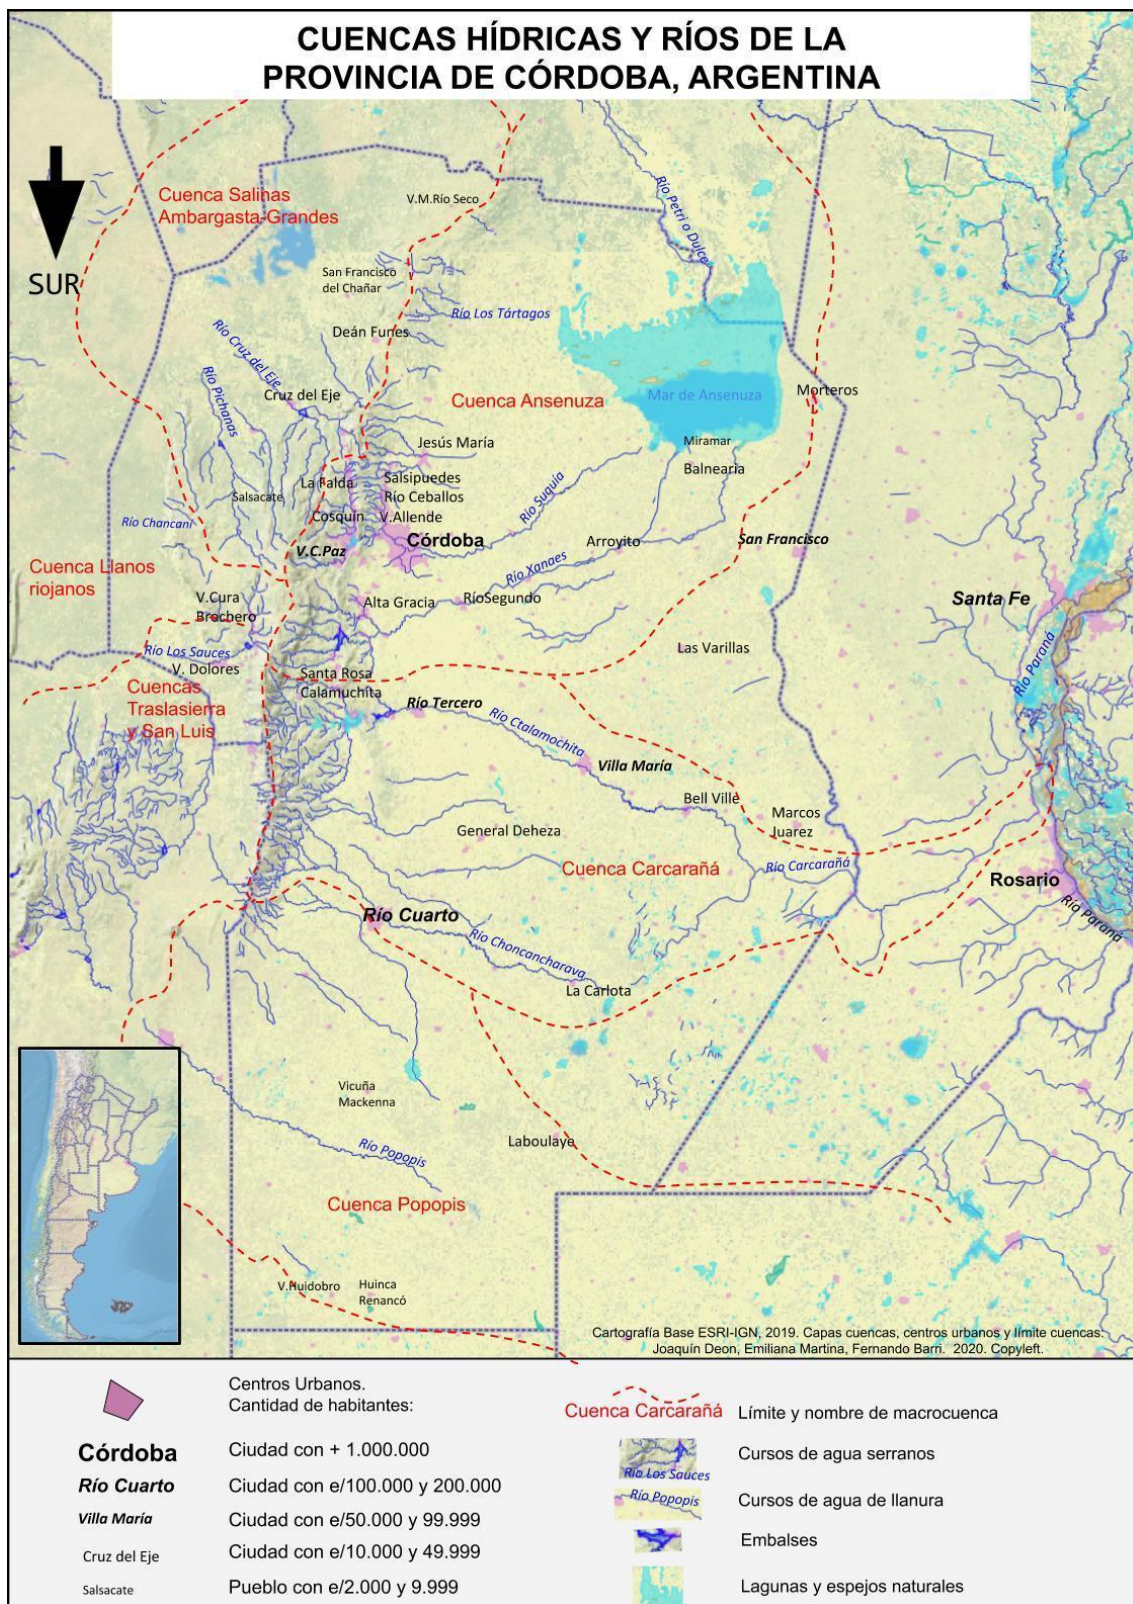 CUENCAS HÍDRICAS Y RÍOS DE LA
PROVINCIA DE CÓRDOBA, ARGENTINA
SUR
Cuenca Salinas
Ambargasta-Grandes
V.M.Río Seco
Río Petri o Dulce
San Francisco
del Chañar
Río Los Tártagos
Deán Funes
Río Cruz del Eje
Río Pichanas
Cruz del Eje
Cuenca Ansenuza
Mar de Ansenuza
Morteros
Jesús María
Miramar
Balnearia
La Falda
Salsipuedes
Salsacate
Río Ceballos
Río Suquía
Cosquín
V.Allende
Río Chancaní
V.C.Paz
Córdoba
Arroyito
San Francisco
Cuenca Llanos
riojanos
Río Xanaes
V.Cura
Brochero
Alta Gracia
RíoSegundo
Santa Fe
Río Los Sauces
Las Varillas
Río Paraná
V. Dolores
Santa Rosa
Calamuchita
Cuencas
Traslasierra
y San Luis
Río Tercero
Río Ctalamochita
Villa María
Bell Ville
Marcos
Juarez
General Deheza
Cuenca Carcarañá
Río Carcarañá
Rosario
Río Paraná
Río Cuarto
Río Choncancharava
La Carlota
Vicuña
Mackenna
Laboulaye
Río Popopis
Cuenca Popopis
V.Huidobro
Huinca
Renancó
Cartografía Base ESRI-IGN, 2019. Capas cuencas, centros urbanos y límite cuencas:
Joaquín Deon, Emiliana Martina, Fernando Barri. 2020. Copyleft.
Centros Urbanos.
Cantidad de habitantes:
Córdoba Ciudad con + 1.000.000
Río Cuarto Ciudad con e/100.000 y 200.000
Villa María Ciudad con e/50.000 y 99.999
Cruz del Eje Ciudad con e/10.000 y 49.999
Salsacate Pueblo con e/2.000 y 9.999
Cuenca Carcarañá Límite y nombre de macrocuenca
Río Los Sauces Cursos de agua serranos
Río Popopis Cursos de agua de llanura
Embalses
Lagunas y espejos naturales